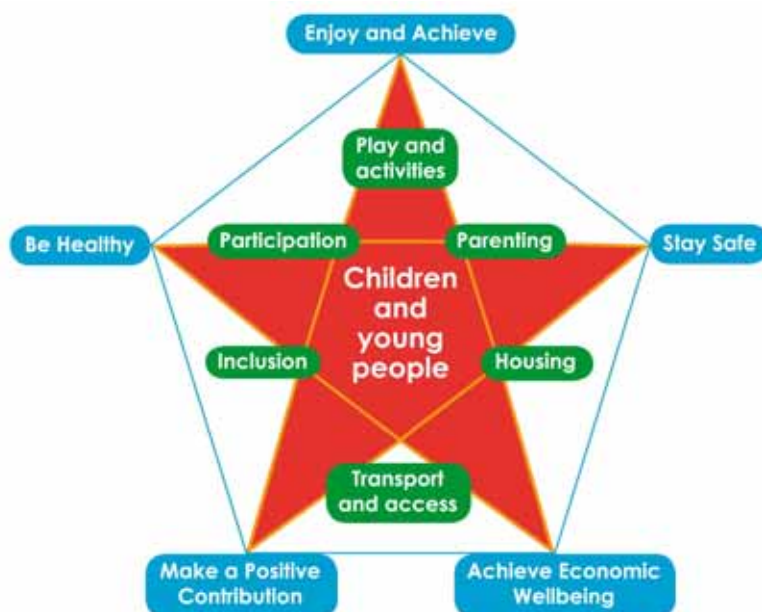 Enjoy and Achieve
Play and
activities
Be Healthy
Participation
Parenting
Stay Safe
Children
and
young
people
Inclusion
Housing
Transport
and access
Make a Positive
Contribution
Achieve Economic
Wellbeing